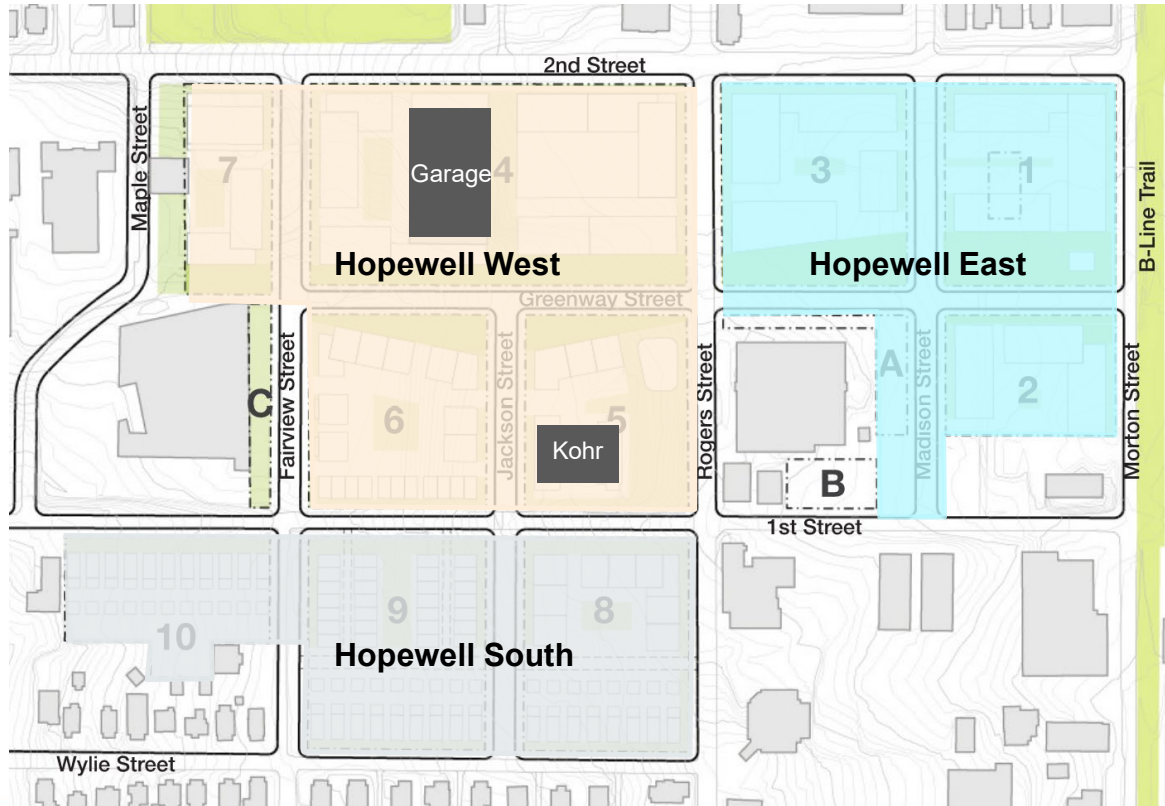 2nd Street
Maple Street
7
Garage
4
3
1
B-Line Trail
Hopewell West
Hopewell East
Greenway Street
C
Fairview Street
6
Jackson Street
5
Kohr
Rogers Street
A
Madison Street
2
Morton Street
B
1st Street
10
9
8
Hopewell South
Wylie Street